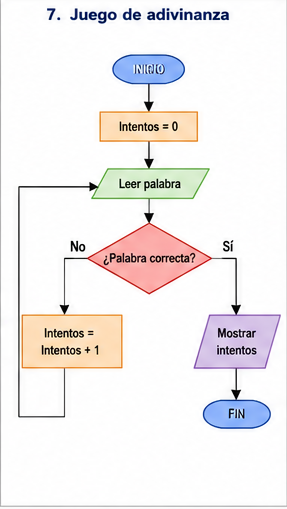 7. Juego de adivinanza
INICIO
Intentos = 0
Leer palabra
¿Palabra correcta?
No
Sí
Intentos =
Intentos + 1
Mostrar
intentos
FIN